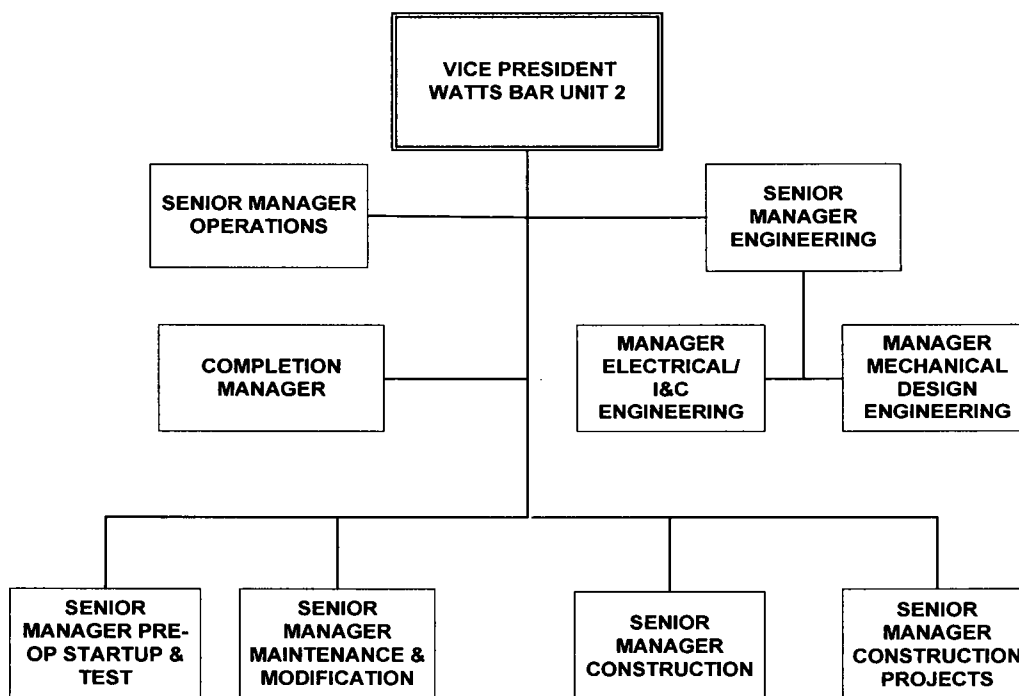 VICE PRESIDENT
WATTS BAR UNIT 2
SENIOR MANAGER
OPERATIONS
SENIOR
MANAGER
ENGINEERING
COMPLETION
MANAGER
MANAGER
ELECTRICAL/
I&C
ENGINEERING
MANAGER
MECHANICAL
DESIGN
ENGINEERING
SENIOR
MANAGER PRE-
OP STARTUP &
TEST
SENIOR
MANAGER
MAINTENANCE &
MODIFICATION
SENIOR
MANAGER
CONSTRUCTION
SENIOR
MANAGER
CONSTRUCTION
PROJECTS